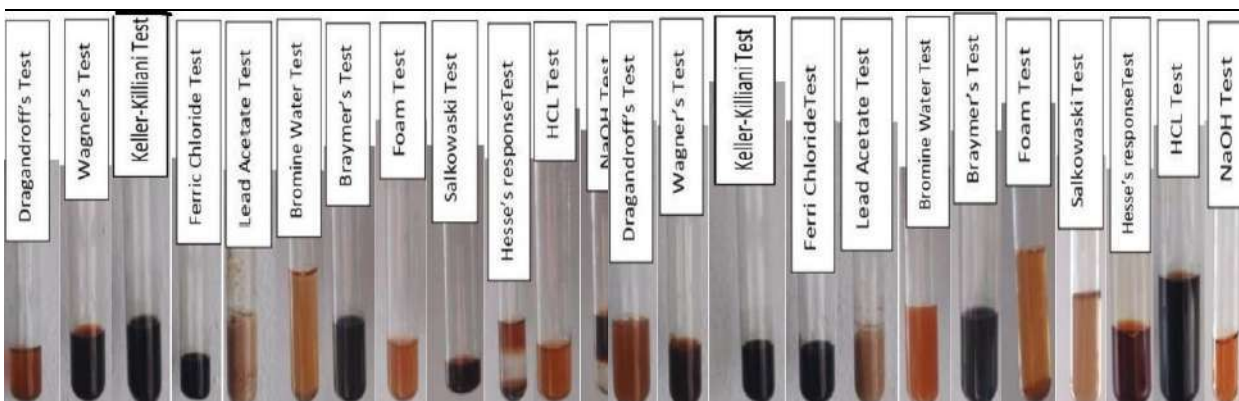 Dragandroff's Test
Wagner's Test
Keller-Killiani Test
Ferric Chloride Test
Lead Acetate Test
Bromine Water Test
Braymer's Test
Foam Test
Salkowaski Test
Hesse's responseTest
HCL Test
NaOH Test
Dragandroff's Test
Wagner's Test
Keller-Killiani Test
Ferri ChlorideTest
Lead Acetate Test
Bromine Water Test
Braymer's Test
Foam Test
Salkowaski Test
Hesse's responseTest
HCL Test
NaOH Test